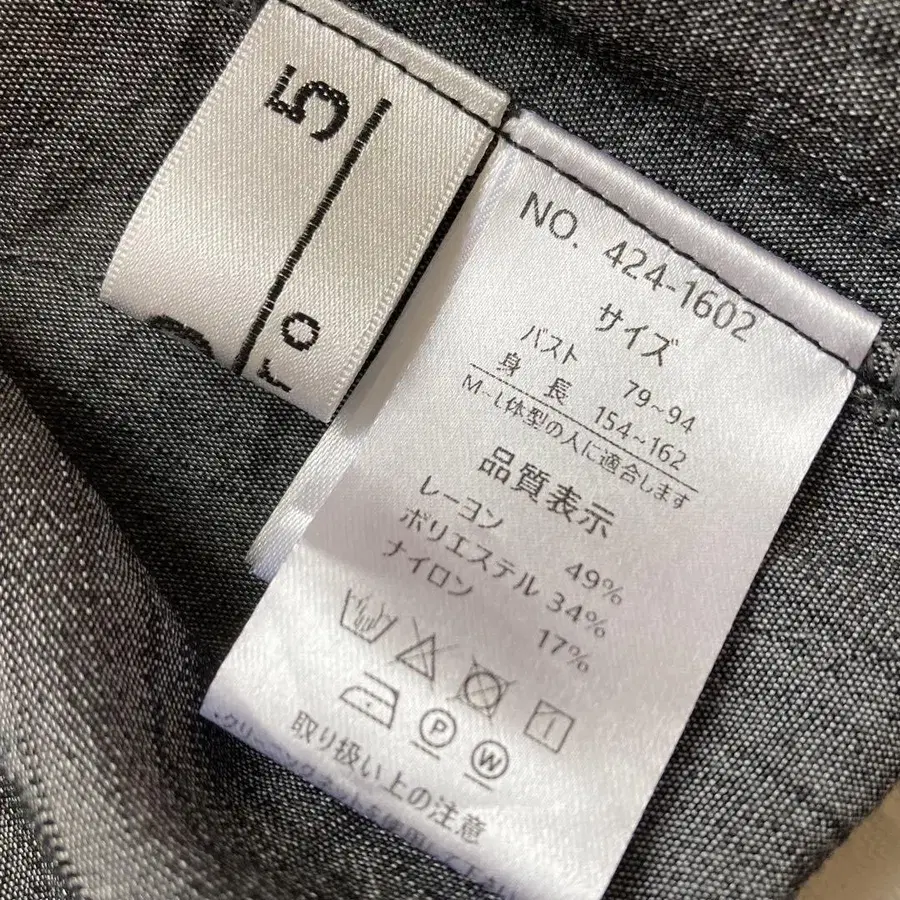 5
ro
NO. 424-1602
サイズ
バスト 79~94
身 長 154~162
M~L体型の人に適合します
品質表示
レーヨン 49%
ポリエステル 34%
ナイロン 17%
P W
取り扱い上の注意